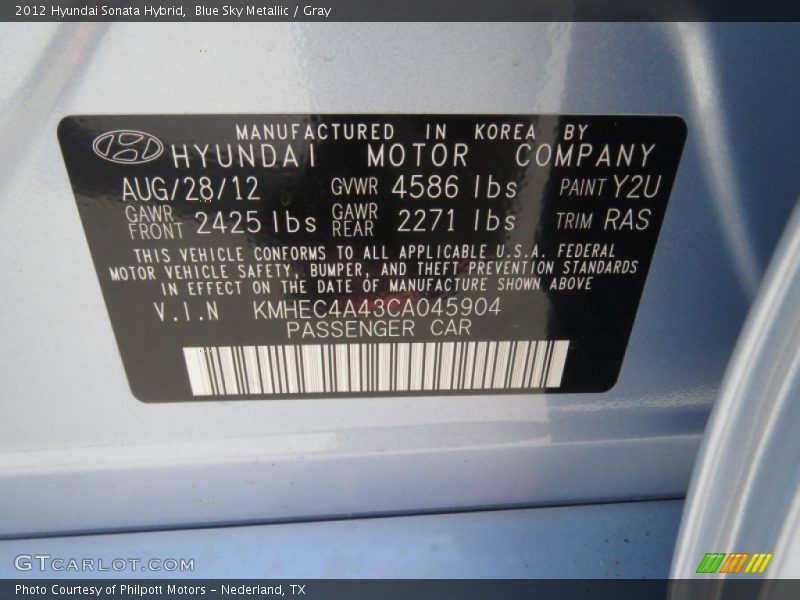 2012 Hyundai Sonata Hybrid,  Blue Sky Metallic / Gray
MANUFACTURED IN KOREA BY
HYUNDAI MOTOR COMPANY
AUG/28/12 GVWR 4586 lbs PAINT Y2U
GAWR FRONT 2425 lbs GAWR REAR 2271 lbs TRIM RAS
THIS VEHICLE CONFORMS TO ALL APPLICABLE U.S.A. FEDERAL
MOTOR VEHICLE SAFETY, BUMPER, AND THEFT PREVENTION STANDARDS
IN EFFECT ON THE DATE OF MANUFACTURE SHOWN ABOVE
V.I.N KMHEC4A43CA045904
PASSENGER CAR
GTCARLOT.COM
Photo Courtesy of Philpott Motors - Nederland, TX